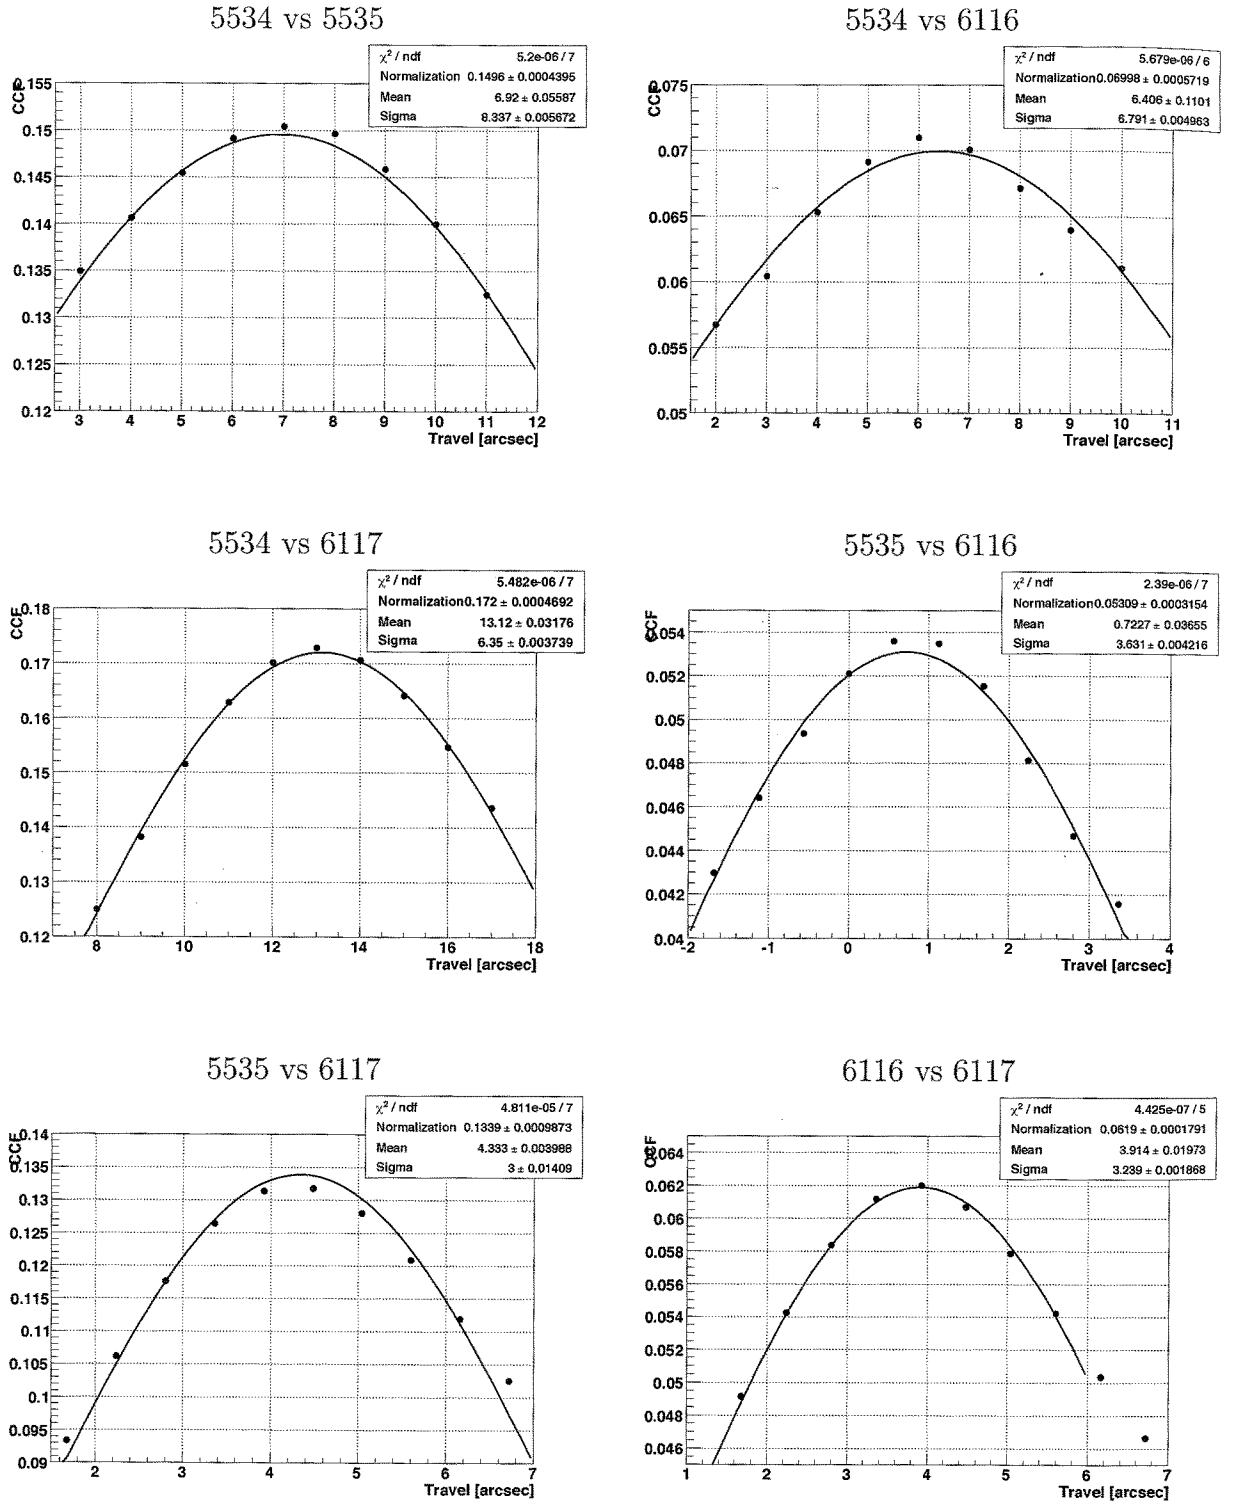 5534 vs 5535
χ² / ndf 5.2e-06 / 7
Normalization 0.1496 ± 0.0004395
Mean 6.92 ± 0.05587
Sigma 8.337 ± 0.005672
CCF
0.155
0.15
0.145
0.14
0.135
0.13
0.125
0.12
3 4 5 6 7 8 9 10 11 12
Travel [arcsec]
5534 vs 6116
χ² / ndf 5.679e-06 / 6
Normalization0.06998 ± 0.0005719
Mean 6.406 ± 0.1101
Sigma 6.791 ± 0.004963
CCF
0.075
0.07
0.065
0.06
0.055
0.05
2 3 4 5 6 7 8 9 10 11
Travel [arcsec]
5534 vs 6117
χ² / ndf 5.482e-06 / 7
Normalization0.172 ± 0.0004692
Mean 13.12 ± 0.03176
Sigma 6.35 ± 0.003739
CCF
0.18
0.17
0.16
0.15
0.14
0.13
0.12
8 10 12 14 16 18
Travel [arcsec]
5535 vs 6116
χ² / ndf 2.39e-06 / 7
Normalization0.05309 ± 0.0003154
Mean 0.7227 ± 0.03655
Sigma 3.631 ± 0.004216
CCF
0.054
0.052
0.05
0.048
0.046
0.044
0.042
0.04
-2 -1 0 1 2 3 4
Travel [arcsec]
5535 vs 6117
χ² / ndf 4.811e-05 / 7
Normalization 0.1339 ± 0.0009873
Mean 4.333 ± 0.003988
Sigma 3 ± 0.01409
CCF
0.14
0.135
0.13
0.125
0.12
0.115
0.11
0.105
0.1
0.095
0.09
2 3 4 5 6 7
Travel [arcsec]
6116 vs 6117
χ² / ndf 4.425e-07 / 5
Normalization 0.0619 ± 0.0001791
Mean 3.914 ± 0.01973
Sigma 3.239 ± 0.001868
CCF
0.064
0.062
0.06
0.058
0.056
0.054
0.052
0.05
0.048
0.046
1 2 3 4 5 6 7
Travel [arcsec]